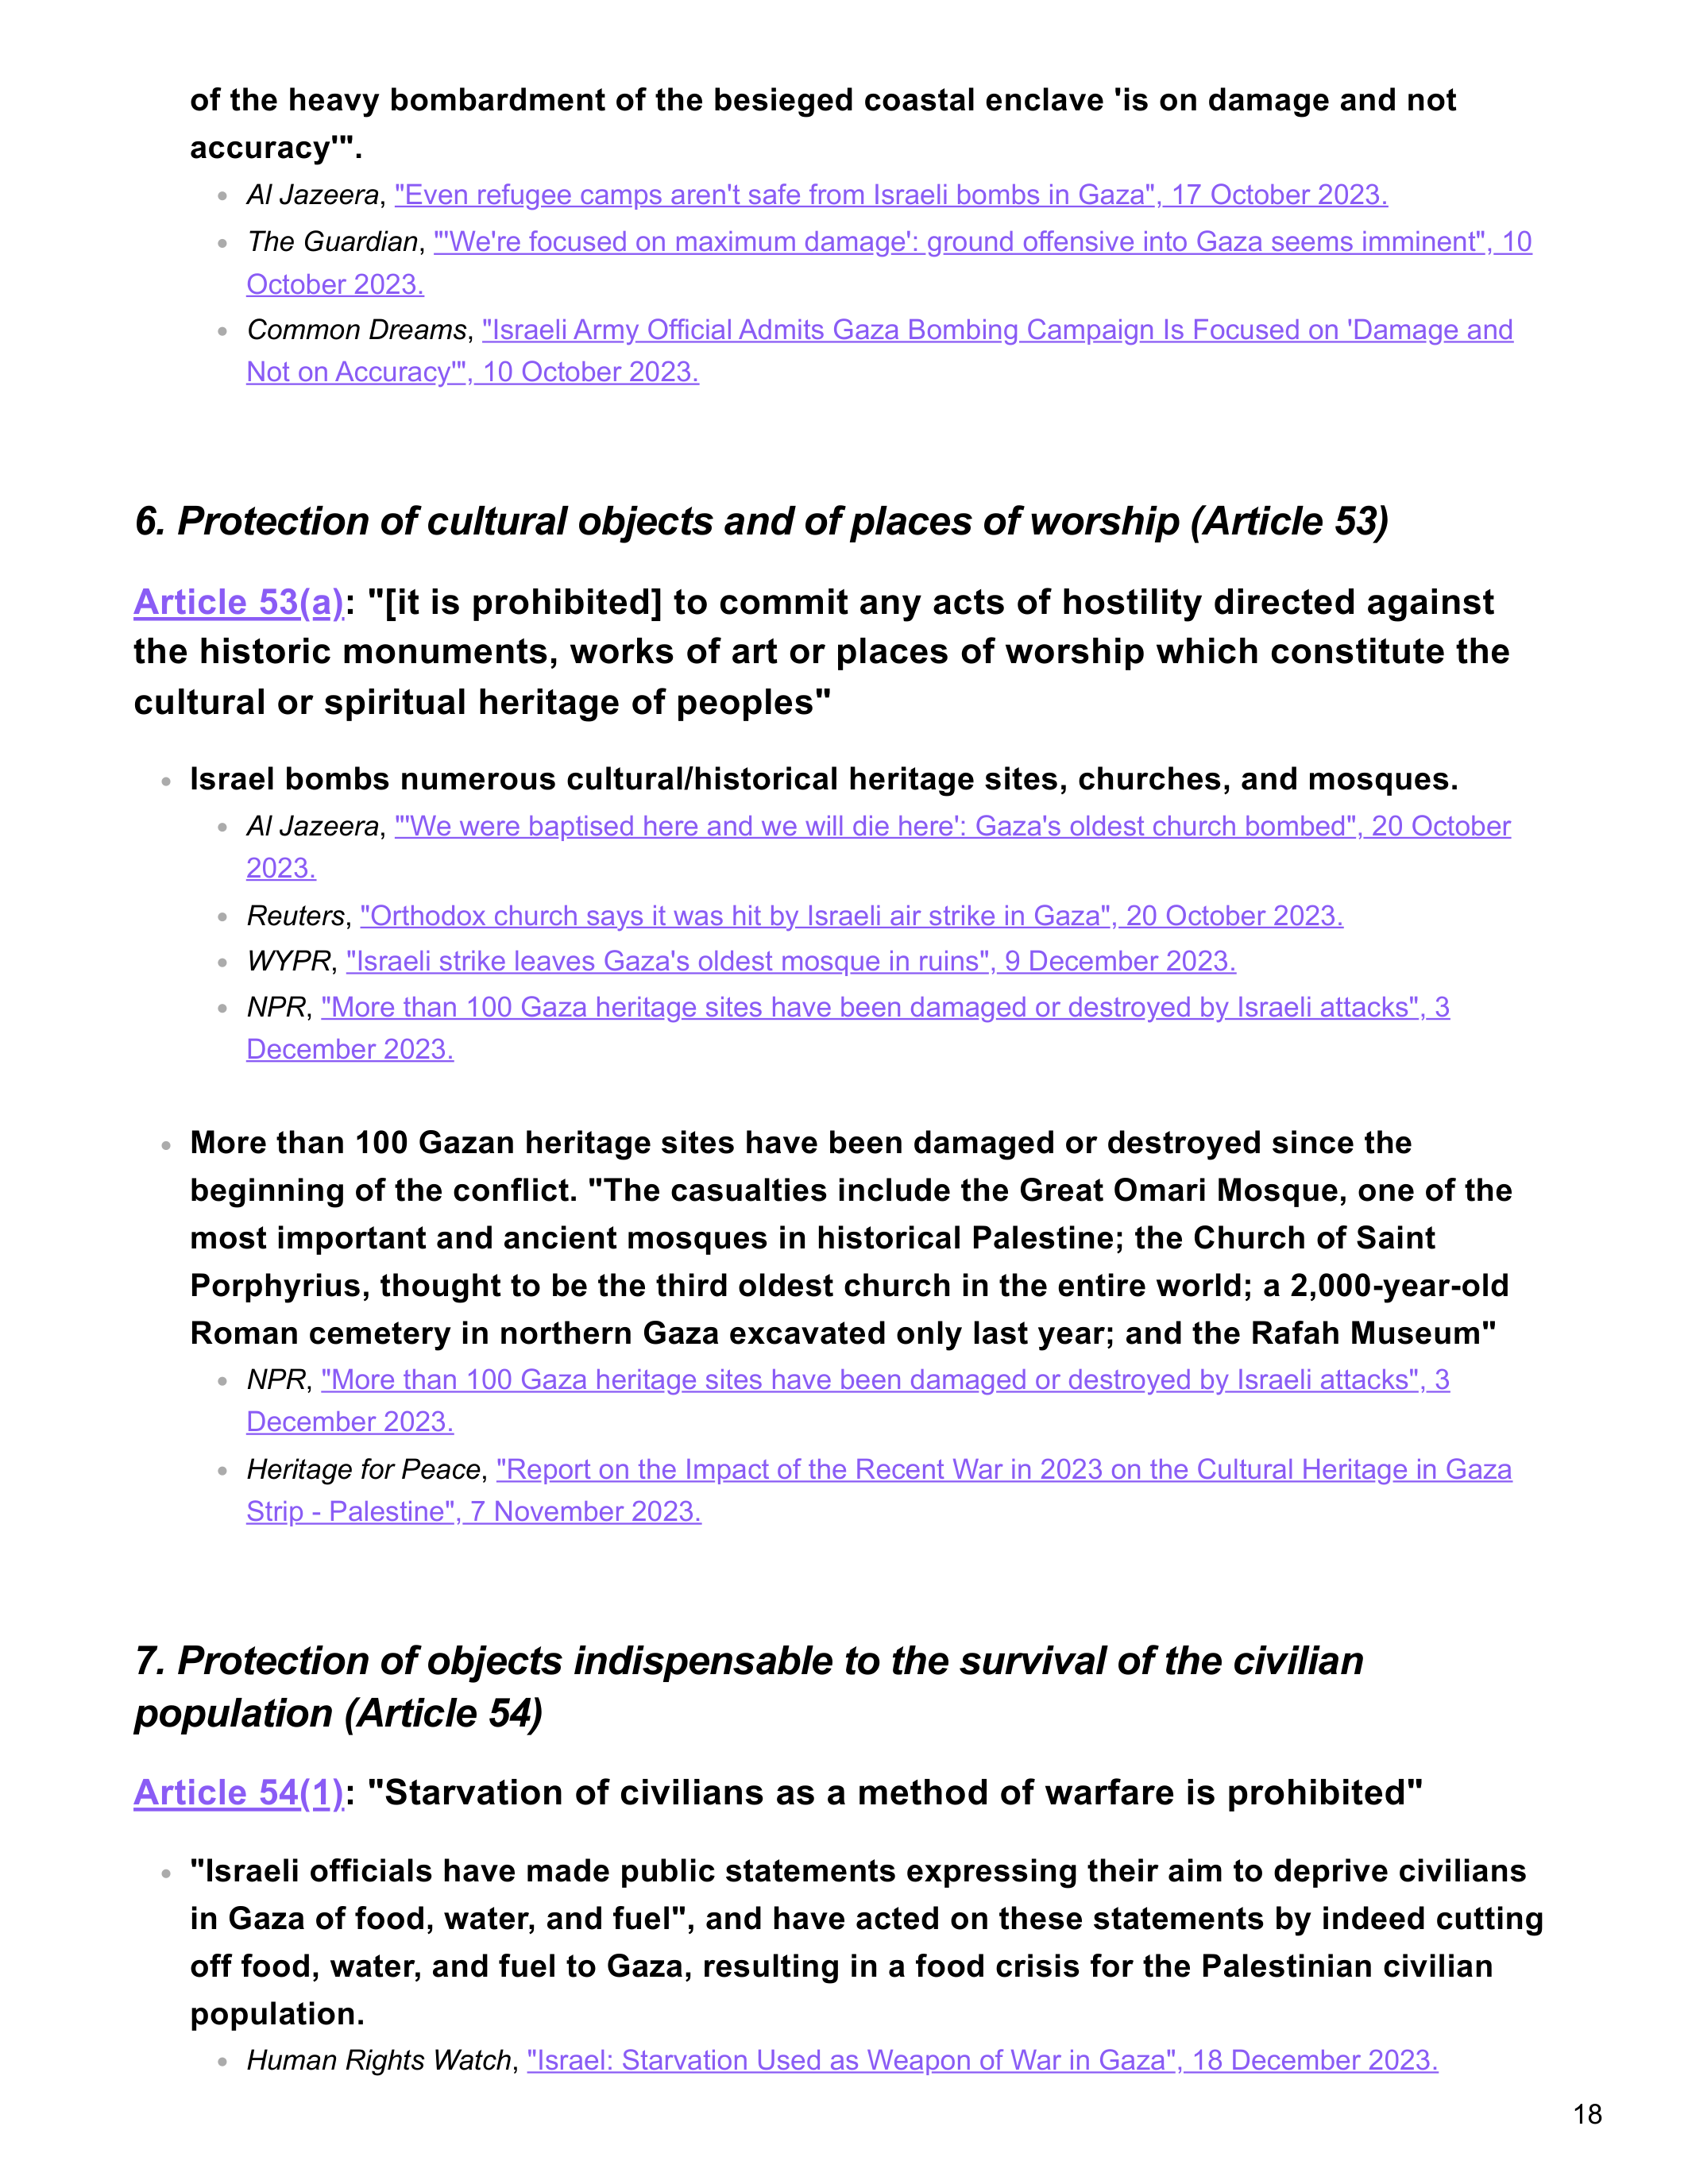 of the heavy bombardment of the besieged coastal enclave 'is on damage and not
accuracy'".
Al Jazeera, "Even refugee camps aren't safe from Israeli bombs in Gaza", 17 October 2023.
The Guardian, "'We're focused on maximum damage': ground offensive into Gaza seems imminent", 10
October 2023.
Common Dreams, "Israeli Army Official Admits Gaza Bombing Campaign Is Focused on 'Damage and
Not on Accuracy'", 10 October 2023.
6. Protection of cultural objects and of places of worship (Article 53)
Article 53(a): "[it is prohibited] to commit any acts of hostility directed against
the historic monuments, works of art or places of worship which constitute the
cultural or spiritual heritage of peoples"
Israel bombs numerous cultural/historical heritage sites, churches, and mosques.
Al Jazeera, "'We were baptised here and we will die here': Gaza's oldest church bombed", 20 October
2023.
Reuters, "Orthodox church says it was hit by Israeli air strike in Gaza", 20 October 2023.
WYPR, "Israeli strike leaves Gaza's oldest mosque in ruins", 9 December 2023.
NPR, "More than 100 Gaza heritage sites have been damaged or destroyed by Israeli attacks", 3
December 2023.
More than 100 Gazan heritage sites have been damaged or destroyed since the
beginning of the conflict. "The casualties include the Great Omari Mosque, one of the
most important and ancient mosques in historical Palestine; the Church of Saint
Porphyrius, thought to be the third oldest church in the entire world; a 2,000-year-old
Roman cemetery in northern Gaza excavated only last year; and the Rafah Museum"
NPR, "More than 100 Gaza heritage sites have been damaged or destroyed by Israeli attacks", 3
December 2023.
Heritage for Peace, "Report on the Impact of the Recent War in 2023 on the Cultural Heritage in Gaza
Strip - Palestine", 7 November 2023.
7. Protection of objects indispensable to the survival of the civilian
population (Article 54)
Article 54(1): "Starvation of civilians as a method of warfare is prohibited"
"Israeli officials have made public statements expressing their aim to deprive civilians
in Gaza of food, water, and fuel", and have acted on these statements by indeed cutting
off food, water, and fuel to Gaza, resulting in a food crisis for the Palestinian civilian
population.
Human Rights Watch, "Israel: Starvation Used as Weapon of War in Gaza", 18 December 2023.
18